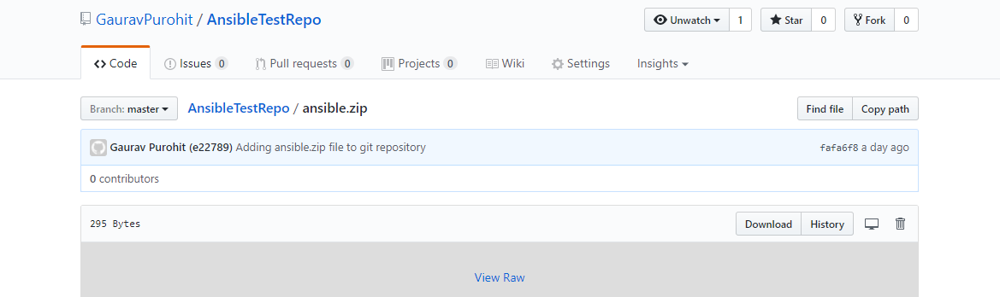 GauravPurohit / AnsibleTestRepo
Unwatch 1 Star 0 Fork 0
Code Issues 0 Pull requests 0 Projects 0 Wiki Settings Insights
Branch: master AnsibleTestRepo / ansible.zip Find file Copy path
Gaurav Purohit (e22789) Adding ansible.zip file to git repository fafa6f8 a day ago
0 contributors
295 Bytes Download History
View Raw